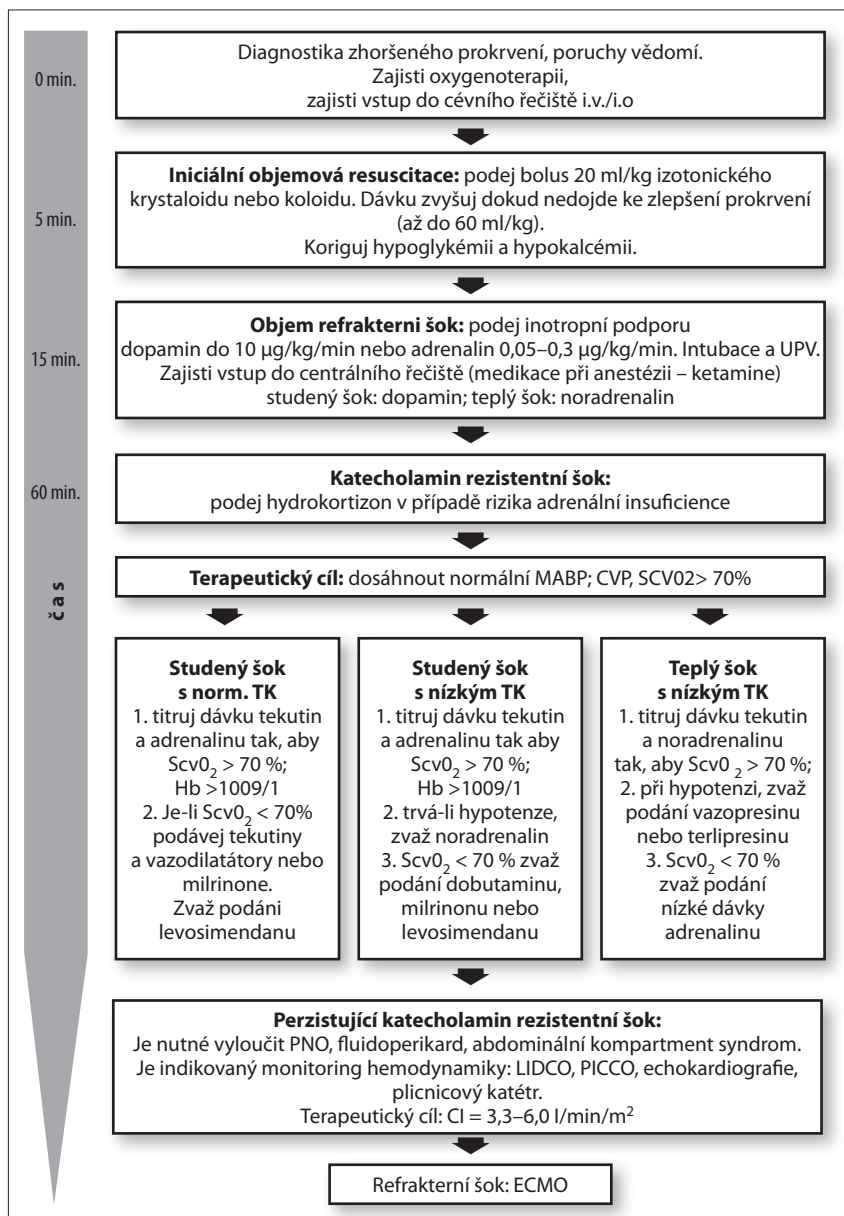 0 min.
Diagnostika zhoršeného prokrvení, poruchy vědomí.
Zajisti oxygenoterapii,
zajisti vstup do cévního řečiště i.v./i.o
5 min.
Iniciální objemová resuscitace: podej bolus 20 ml/kg izotonického
krystaloidu nebo koloidu. Dávku zvyšuj dokud nedojde ke zlepšení prokrvení
(až do 60 ml/kg).
Koriguj hypoglykémii a hypokalcémii.
15 min.
Objem refrakterni šok: podej inotropní podporu
dopamin do 10 μg/kg/min nebo adrenalin 0,05–0,3 μg/kg/min. Intubace a UPV.
Zajisti vstup do centrálního řečiště (medikace při anestézii – ketamine)
studený šok: dopamin; teplý šok: noradrenalin
60 min.
Katecholamin rezistentní šok:
podej hydrokortizon v případě rizika adrenální insuficience
čas
Terapeutický cíl: dosáhnout normální MABP; CVP, SCV02> 70%
Studený šok
s norm. TK
1. titruj dávku tekutin
a adrenalinu tak, aby
Scv0₂ > 70 %;
Hb >1009/1
2. Je-li Scv0₂ < 70%
podávej tekutiny
a vazodilatátory nebo
milrinone.
Zvaž podáni
levosimendanu
Studený šok
s nízkým TK
1. titruj dávku tekutin
a adrenalinu tak aby
Scv0₂ > 70 %;
Hb >1009/1
2. trvá-li hypotenze,
zvaž noradrenalin
3. Scv0₂ < 70 % zvaž
podání dobutaminu,
milrinonu nebo
levosimendanu
Teplý šok
s nízkým TK
1. titruj dávku tekutin
a noradrenalinu
tak, aby Scv0 ₂ > 70 %;
2. při hypotenzi, zvaž
podání vazopresinu
nebo terlipresinu
3. Scv0₂ < 70 %
zvaž podání
nízké dávky
adrenalinu
Perzistující katecholamin rezistentní šok:
Je nutné vyloučit PNO, fluidoperikard, abdominální kompartment syndrom.
Je indikovaný monitoring hemodynamiky: LIDCO, PICCO, echokardiografie,
plicnicový katétr.
Terapeutický cíl: CI = 3,3–6,0 l/min/m²
Refrakterní šok: ECMO